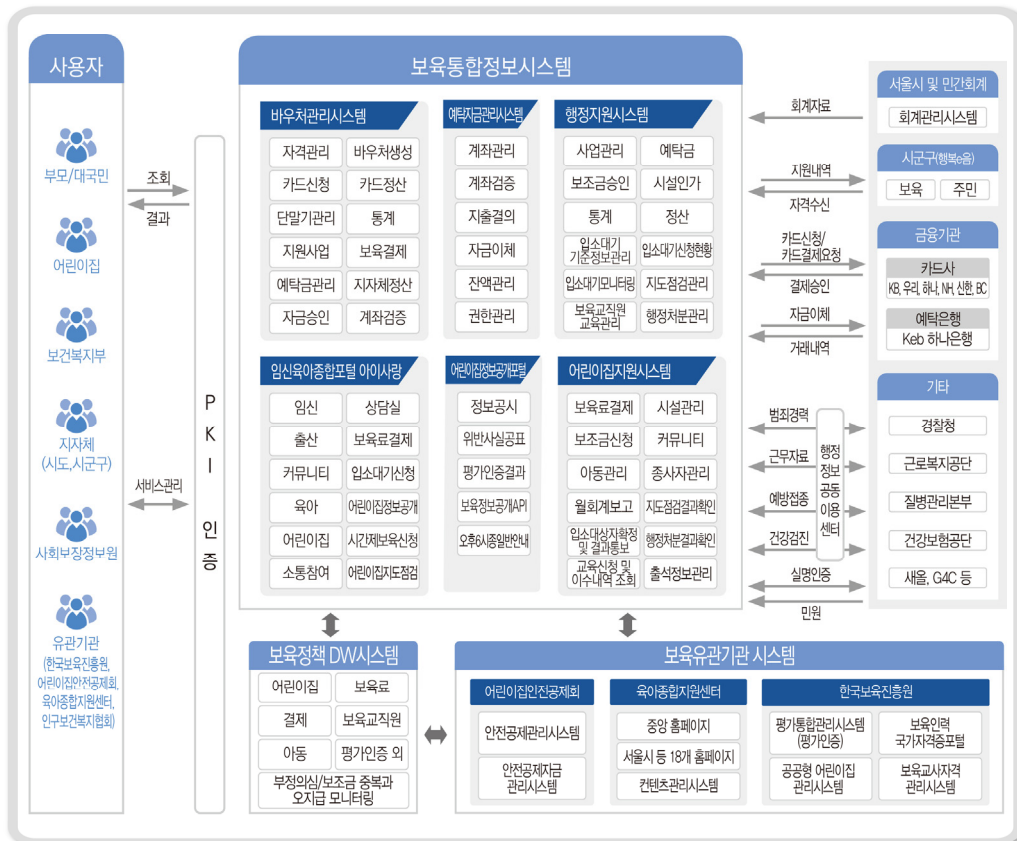 사용자
부모/대국민
어린이집
보건복지부
지자체
(시도,시군구)
사회보장정보원
유관기관
(한국보육진흥원,
어린이집안전공제회,
육아종합지원센터,
인구보건복지협회)
조회
결과
서비스관리
P
K
I
인
증
보육통합정보시스템
바우처관리시스템
자격관리 바우처생성
카드신청 카드정산
단말기관리 통계
지원사업 보육결제
예탁금관리 지자체정산
자금승인 계좌검증
예탁자금관리시스템
계좌관리
계좌검증
지출결의
자금이체
잔액관리
권한관리
행정지원시스템
사업관리 예탁금
보조금승인 시설인가
통계 정산
입소대기
기준정보관리
입소대기신청현황
입소대기모니터링 지도점검관리
보육교직원
교육관리
행정처분관리
임신육아종합포털 아이사랑
임신 상담실
출산 보육료결제
커뮤니티 입소대기신청
육아 어린이집정보공개
어린이집 시간제보육신청
소통참여 어린이집지도점검
어린이집정보공개포털
정보공시
위반사실공표
평가인증결과
보육정보공개API
오후6시종일반안내
어린이집지원시스템
보육료결제 시설관리
보조금신청 커뮤니티
아동관리 종사자관리
월회계보고 지도점검결과확인
입소대상자확정
및 결과통보
행정처분결과확인
교육신청 및
이수내역 조회
출석정보관리
회계자료
지원내역
자격수신
카드신청/
카드결제요청
결제승인
자금이체
거래내역
범죄경력
근무자료
예방접종
건강검진
실명인증
민원
행정
정보
공동
이용
센터
서울시 및 민간회계
회계관리시스템
시군구(행복e음)
보육 주민
금융기관
카드사
KB, 우리, 하나, NH, 신한, BC
예탁은행
Keb 하나은행
기타
경찰청
근로복지공단
질병관리본부
건강보험공단
새올, G4C 등
보육정책 DW시스템
어린이집 보육료
결제 보육교직원
아동 평가인증 외
부정의심/보조금 중복과
오지급 모니터링
보육유관기관 시스템
어린이집안전공제회
안전공제관리시스템
안전공제자금
관리시스템
육아종합지원센터
중앙 홈페이지
서울시 등 18개 홈페이지
컨텐츠관리시스템
한국보육진흥원
평가통합관리시스템
(평가인증)
보육인력
국가자격증포털
공공형 어린이집
관리시스템
보육교사자격
관리시스템